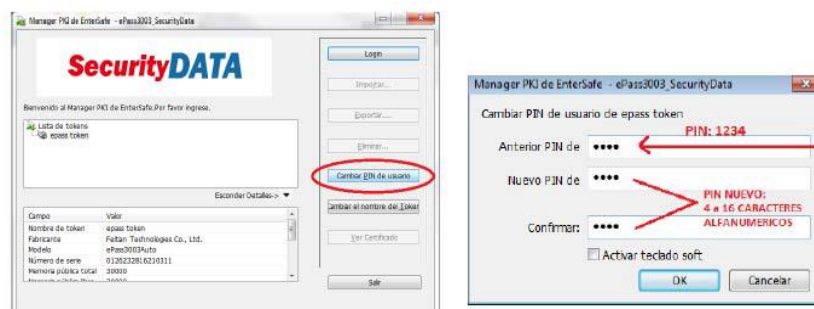 Manager PKI de EnterSafe - ePass3003_SecurityData
SecurityDATA
Bienvenido al Manager PKI de EnterSafe.Por favor ingrese.
Lista de tokens
epass token
Esconder Detalles->
Campo Valor
Nombre de token epass token
Fabricante Feitian Technologies Co., Ltd.
Modelo ePass3003Auto
Número de serie 0126232816210311
Memoria pública total 30000
Login
Importar...
Exportar...
Eliminar...
Cambiar PIN de usuario
Cambiar el nombre del Token
Ver Certificado
Salir
Manager PKI de EnterSafe - ePass3003_SecurityData
Cambiar PIN de usuario de epass token
PIN: 1234
Anterior PIN de ••••
Nuevo PIN de ••••
PIN NUEVO:
4 a 16 CARACTERES
ALFANUMERICOS
Confirmar: ••••
Activar teclado soft
OK Cancelar